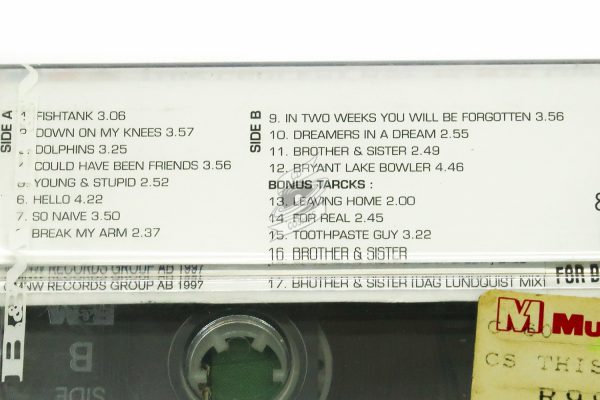 SIDE A
FISHTANK 3.06
DOWN ON MY KNEES 3.57
DOLPHINS 3.25
COULD HAVE BEEN FRIENDS 3.56
YOUNG & STUPID 2.52
6. HELLO 4.22
7. SO NAIVE 3.50
BREAK MY ARM 2.37
SIDE B
9. IN TWO WEEKS YOU WILL BE FORGOTTEN 3.56
10. DREAMERS IN A DREAM 2.55
11. BROTHER & SISTER 2.49
12. BRYANT LAKE BOWLER 4.46
BONUS TARCKS :
13. LEAVING HOME 2.00
14. FOR REAL 2.45
15. TOOTHPASTE GUY 3.22
16. BROTHER & SISTER
RECORDS GROUP AB 1997
MNW RECORDS GROUP AB 1997
17. BROTHER & SISTER (DAG LUNDQUIST MIX)
FOR
B &
B
SIDE
M Mu
CS THIS